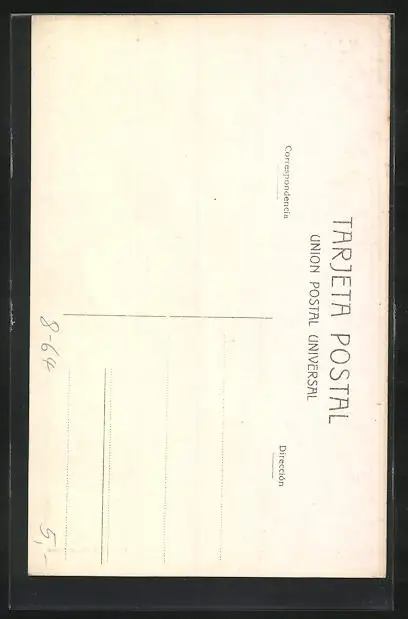 TARJETA POSTAL
UNION POSTAL UNIVERSAL
Correspondencia
Dirección
8-64
5,-